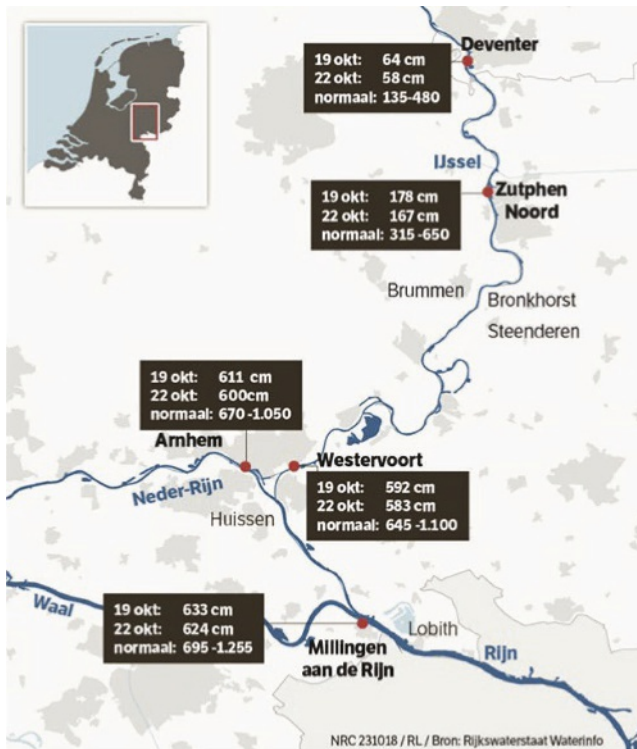 Deventer
19 okt: 64 cm
22 okt: 58 cm
normaal: 135-480
IJssel
Zutphen
Noord
19 okt: 178 cm
22 okt: 167 cm
normaal: 315 -650
Brummen
Bronkhorst
Steenderen
19 okt: 611 cm
22 okt: 600cm
normaal: 670 -1.050
Arnhem
Westervoort
19 okt: 592 cm
22 okt: 583 cm
normaal: 645 -1.100
Neder-Rijn
Huissen
Waal
19 okt: 633 cm
22 okt: 624 cm
normaal: 695 -1.255
Lobith
Millingen
aan de Rijn
Rijn
NRC 231018 / RL / Bron: Rijkswaterstaat Waterinfo